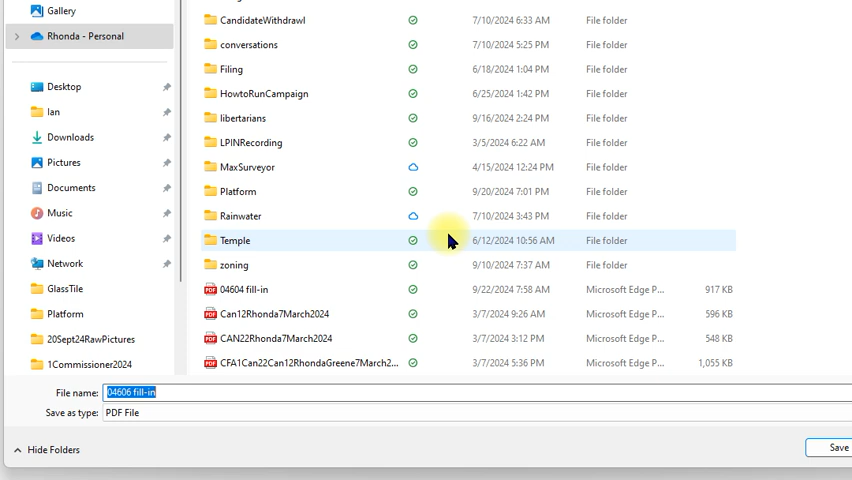 Gallery
Rhonda - Personal
Desktop
Ian
Downloads
Pictures
Documents
Music
Videos
Network
GlassTile
Platform
20Sept24RawPictures
1Commissioner2024
CandidateWithdrawl 7/10/2024 6:33 AM File folder
conversations 7/10/2024 5:25 PM File folder
Filing 6/18/2024 1:04 PM File folder
HowtoRunCampaign 6/25/2024 1:42 PM File folder
libertarians 9/16/2024 2:24 PM File folder
LPINRecording 3/5/2024 6:22 AM File folder
MaxSurveyor 4/15/2024 12:24 PM File folder
Platform 9/20/2024 7:01 PM File folder
Rainwater 7/10/2024 3:43 PM File folder
Temple 6/12/2024 10:56 AM File folder
zoning 9/10/2024 7:37 AM File folder
PDF 04604 fill-in 9/22/2024 7:58 AM Microsoft Edge P... 917 KB
PDF Can12Rhonda7March2024 3/7/2024 9:26 AM Microsoft Edge P... 596 KB
PDF CAN22Rhonda7March2024 3/7/2024 3:12 PM Microsoft Edge P... 548 KB
PDF CFA1Can22Can12RhondaGreene7March2... 3/7/2024 5:36 PM Microsoft Edge P... 1,055 KB
File name: 04606 fill-in
Save as type: PDF File
Hide Folders
Save